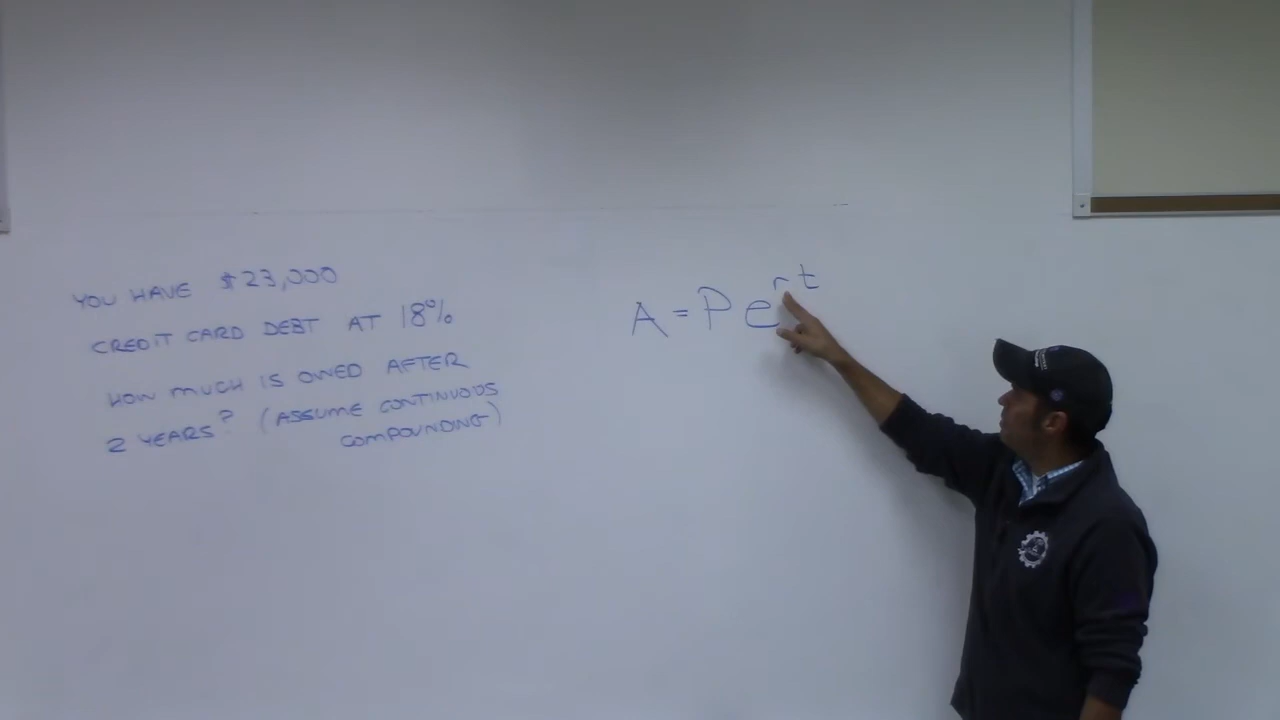 YOU HAVE $23,000
CREDIT CARD DEBT AT 18%
HOW MUCH IS OWED AFTER
2 YEARS? (ASSUME CONTINUOUS
COMPOUNDING)
A = Pe^rt